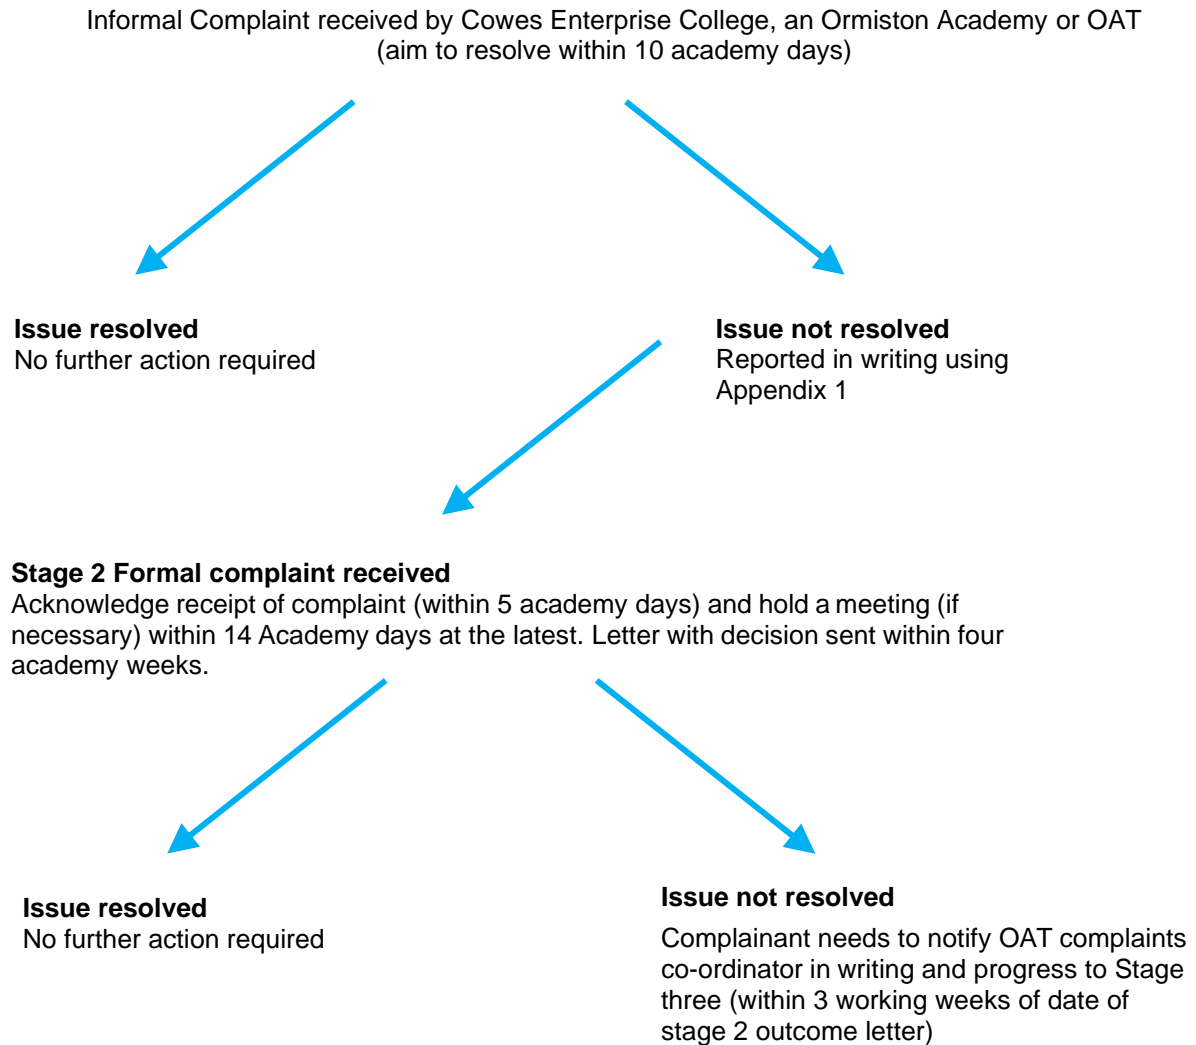 Informal Complaint received by Cowes Enterprise College, an Ormiston Academy or OAT
(aim to resolve within 10 academy days)
Issue resolved
No further action required
Issue not resolved
Reported in writing using
Appendix 1
Stage 2 Formal complaint received
Acknowledge receipt of complaint (within 5 academy days) and hold a meeting (if
necessary) within 14 Academy days at the latest. Letter with decision sent within four
academy weeks.
Issue resolved
No further action required
Issue not resolved
Complainant needs to notify OAT complaints
co-ordinator in writing and progress to Stage
three (within 3 working weeks of date of
stage 2 outcome letter)